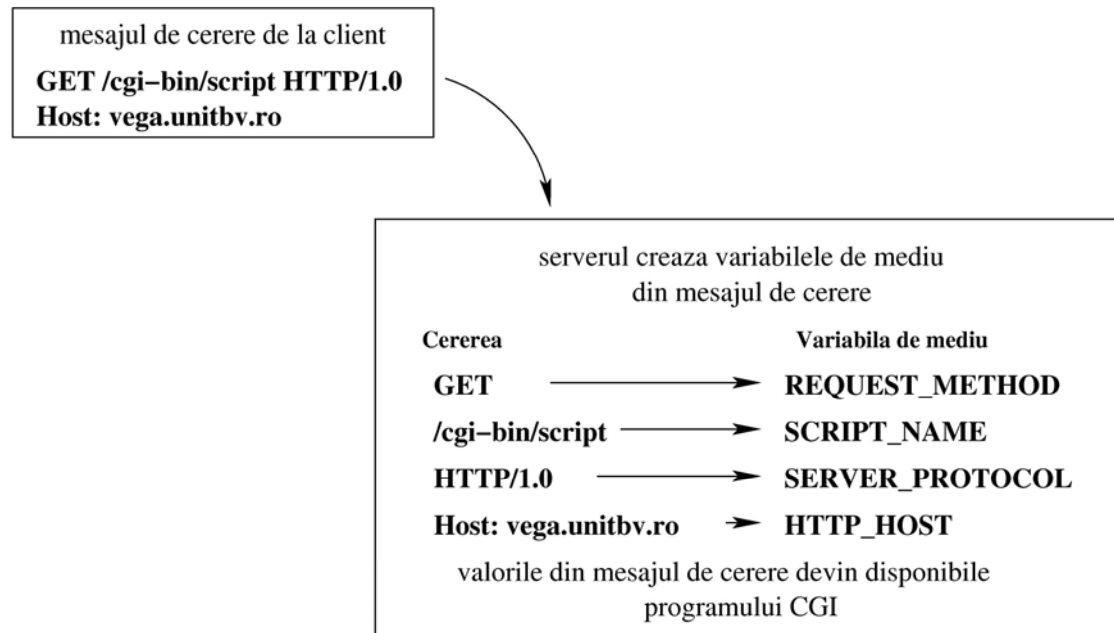 mesajul de cerere de la client
GET /cgi−bin/script HTTP/1.0
Host: vega.unitbv.ro
serverul creaza variabilele de mediu
din mesajul de cerere
Cererea Variabila de mediu
GET REQUEST_METHOD
/cgi−bin/script SCRIPT_NAME
HTTP/1.0 SERVER_PROTOCOL
Host: vega.unitbv.ro HTTP_HOST
valorile din mesajul de cerere devin disponibile
programului CGI